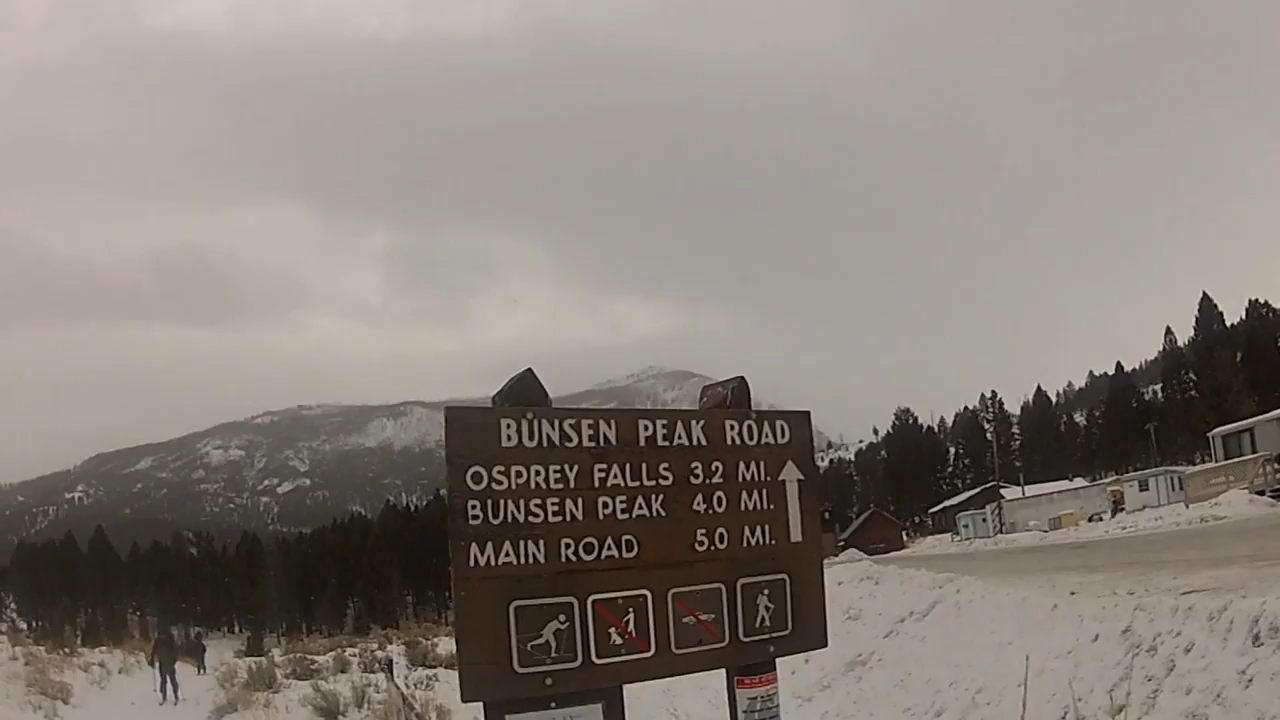 BUNSEN PEAK ROAD
OSPREY FALLS 3.2 MI.
BUNSEN PEAK 4.0 MI.
MAIN ROAD 5.0 MI.